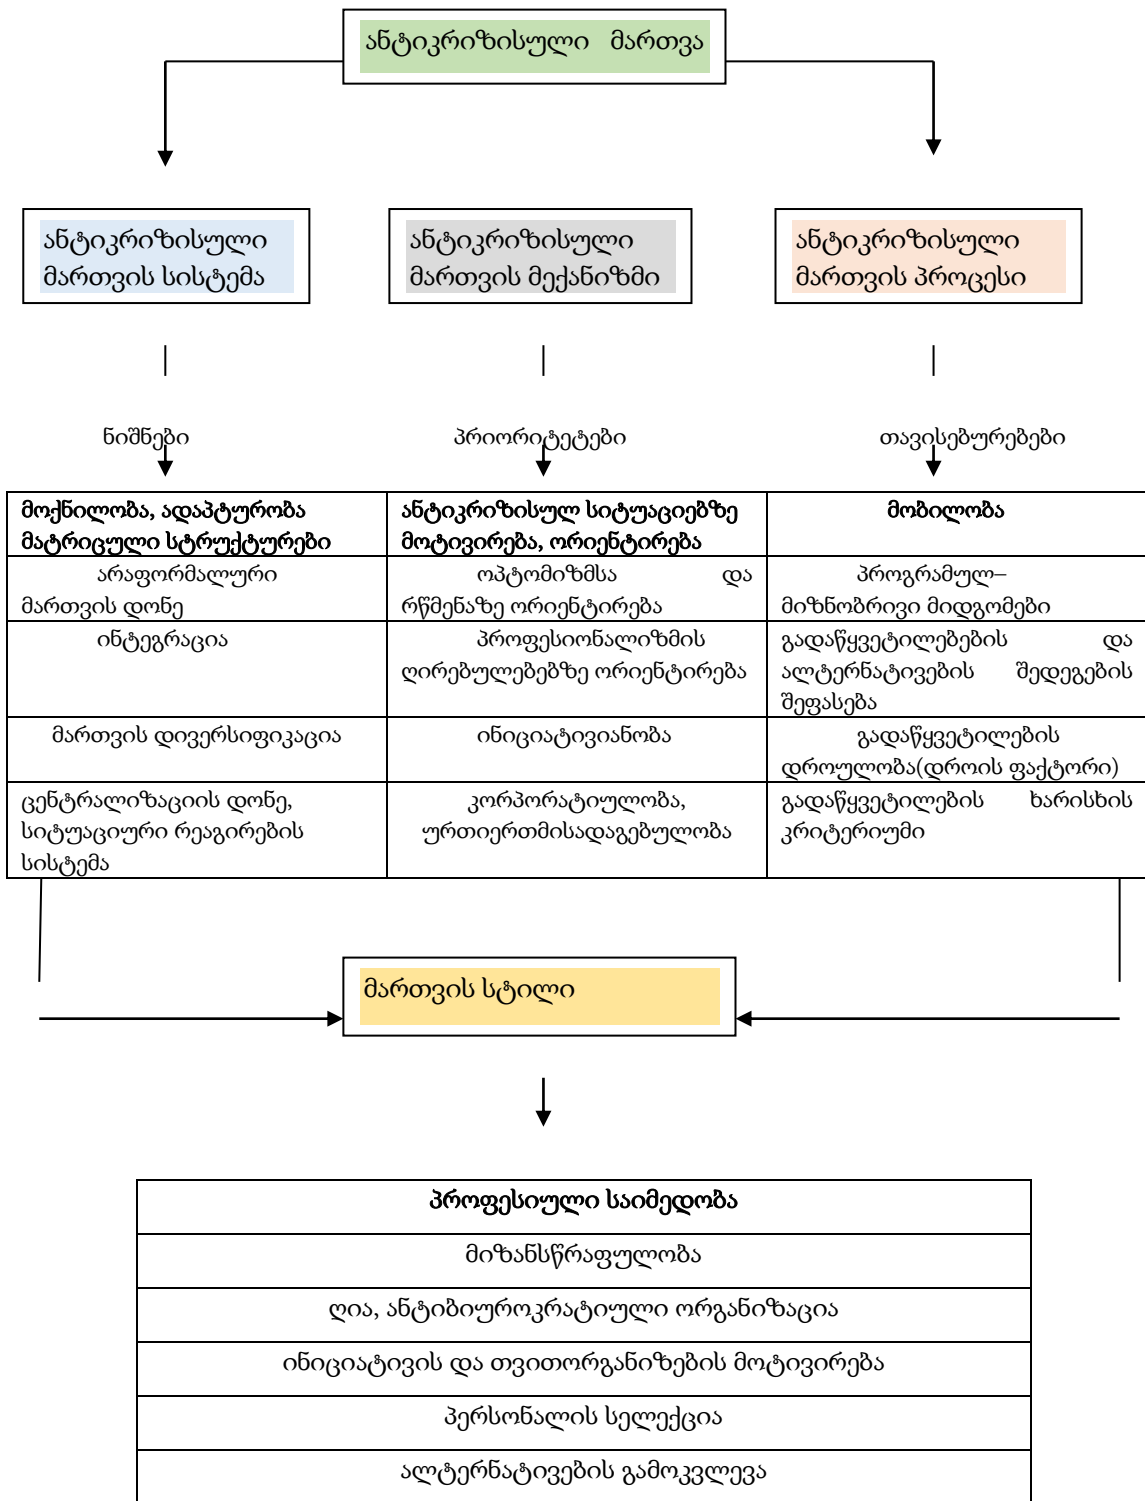 ანტიკრიზისული მართვა
ანტიკრიზისული
მართვის სისტემა
ანტიკრიზისული
მართვის მექანიზმი
ანტიკრიზისული
მართვის პროცესი
ნიშნები
პრიორიტეტები
თავისებურებები
მოქნილობა, ადაპტურობა
მატრიცული სტრუქტურები
ანტიკრიზისულ სიტუაციებზე
მოტივირება, ორიენტირება
მობილობა
არაფორმალური
მართვის დონე
ოპტომიზმსა და
რწმენაზე ორიენტირება
პროგრამულ–
მიზნობრივი მიდგომები
ინტეგრაცია
პროფესიონალიზმის
ღირებულებებზე ორიენტირება
გადაწყვეტილებების და
ალტერნატივების შედეგების
შეფასება
მართვის დივერსიფიკაცია
ინიციატივიანობა
გადაწყვეტილების
დროულობა(დროის ფაქტორი)
ცენტრალიზაციის დონე,
სიტუაციური რეაგირების
სისტემა
კორპორატიულობა,
ურთიერთმისადაგებულობა
გადაწყვეტილების ხარისხის
კრიტერიუმი
მართვის სტილი
პროფესიული საიმედობა
მიზანსწრაფულობა
ღია, ანტიბიუროკრატიული ორგანიზაცია
ინიციატივის და თვითორგანიზების მოტივირება
პერსონალის სელექცია
ალტერნატივების გამოკვლევა